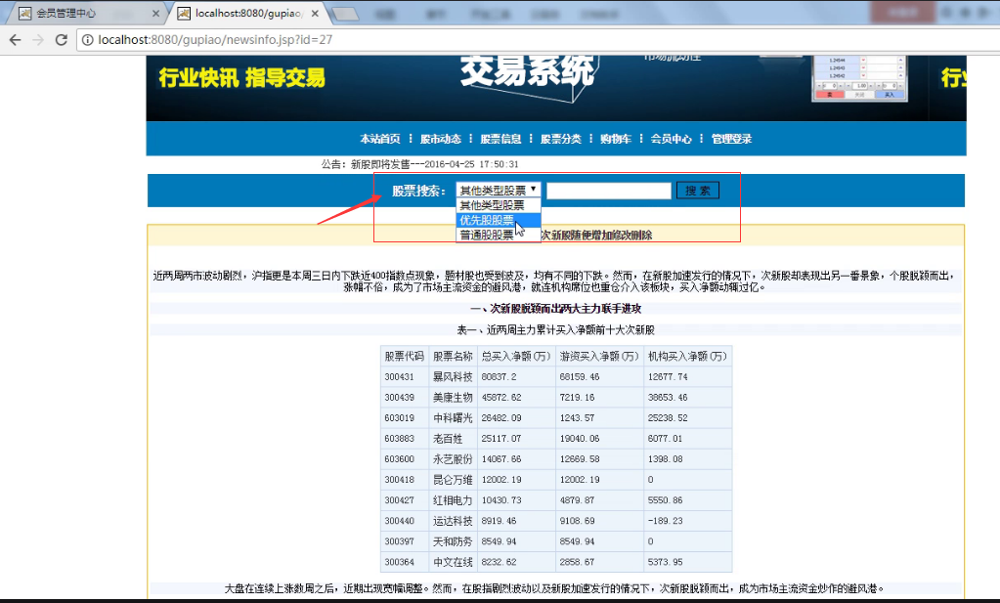 会员管理中心
localhost:8080/gupiao/
localhost:8080/gupiao/newsinfo.jsp?id=27
行业快讯 指导交易
交易系统
市场流动性
行业
本站首页 ⋮ 股市动态 ⋮ 股票信息 ⋮ 股票分类 ⋮ 购物车 ⋮ 会员中心 ⋮ 管理登录
公告：新股即将发售---2016-04-25 17:50:31
股票搜索： 其他类型股票 搜 索
其他类型股票
优先股股票
普通股股票
次新股随便增加修改删除
近两周两市波动剧烈，沪指更是本周三日内下跌近400指数点现象，题材股也受到波及，均有不同的下跌。然而，在新股加速发行的情况下，次新股却表现出另一番景象，个股脱颖而出，
涨幅不俗，成为了市场主流资金的避风港，就连机构席位也重仓介入该板块，买入净额动辄过亿。
一、次新股脱颖而出两大主力联手进攻
表一、近两周主力累计买入净额前十大次新股
股票代码 股票名称 总买入净额(万) 游资买入净额(万) 机构买入净额(万)
300431 暴风科技 80837.2 68159.46 12677.74
300439 美康生物 45872.62 7219.16 38653.46
603019 中科曙光 26482.09 1243.57 25238.52
603883 老百姓 25117.07 19040.06 6077.01
603600 永艺股份 14067.66 12669.58 1398.08
300418 昆仑万维 12002.19 12002.19 0
300427 红相电力 10430.73 4879.87 5550.86
300440 运达科技 8919.46 9108.69 -189.23
300397 天和防务 8549.94 8549.94 0
300364 中文在线 8232.62 2858.67 5373.95
大盘在连续上涨数周之后，近期出现宽幅调整。然而，在股指剧烈波动以及新股加速发行的情况下，次新股脱颖而出，成为市场主流资金炒作的避风港。